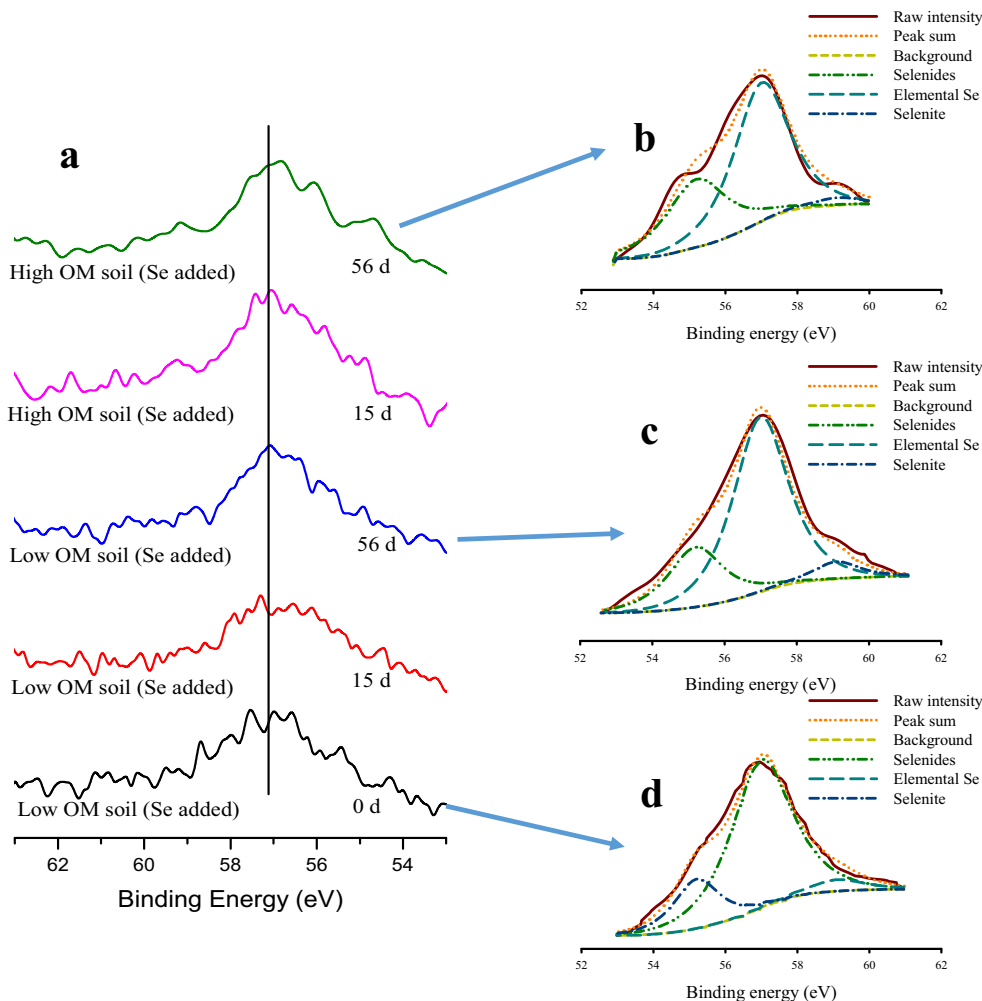 a
High OM soil (Se added)
56 d
High OM soil (Se added)
15 d
Low OM soil (Se added)
56 d
Low OM soil (Se added)
15 d
Low OM soil (Se added)
0 d
62 60 58 56 54
Binding Energy (eV)
b
Raw intensity
Peak sum
Background
Selenides
Elemental Se
Selenite
52 54 56 58 60 62
Binding energy (eV)
c
Raw intensity
Peak sum
Background
Selenides
Elemental Se
Selenite
52 54 56 58 60 62
Binding energy (eV)
d
Raw intensity
Peak sum
Background
Selenides
Elemental Se
Selenite
52 54 56 58 60 62
Binding energy (eV)